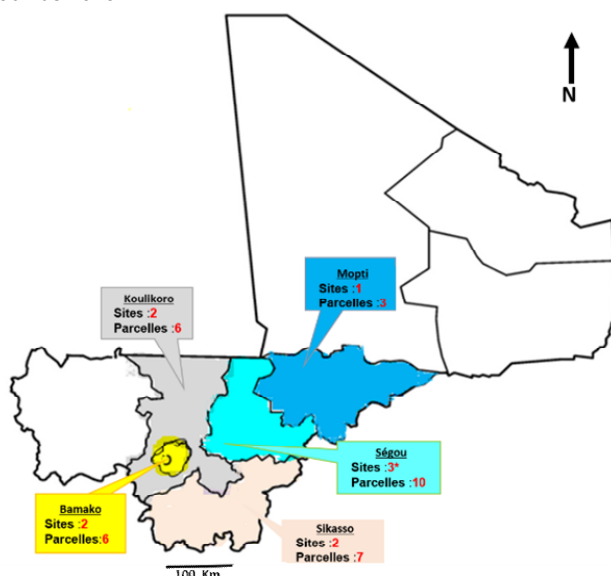 N
Mopti
Sites :1
Parcelles :3
Koulikoro
Sites :2
Parcelles :6
Ségou
Sites :3*
Parcelles :10
Bamako
Sites :2
Parcelles:6
Sikasso
Sites :2
Parcelles :7
100 Km